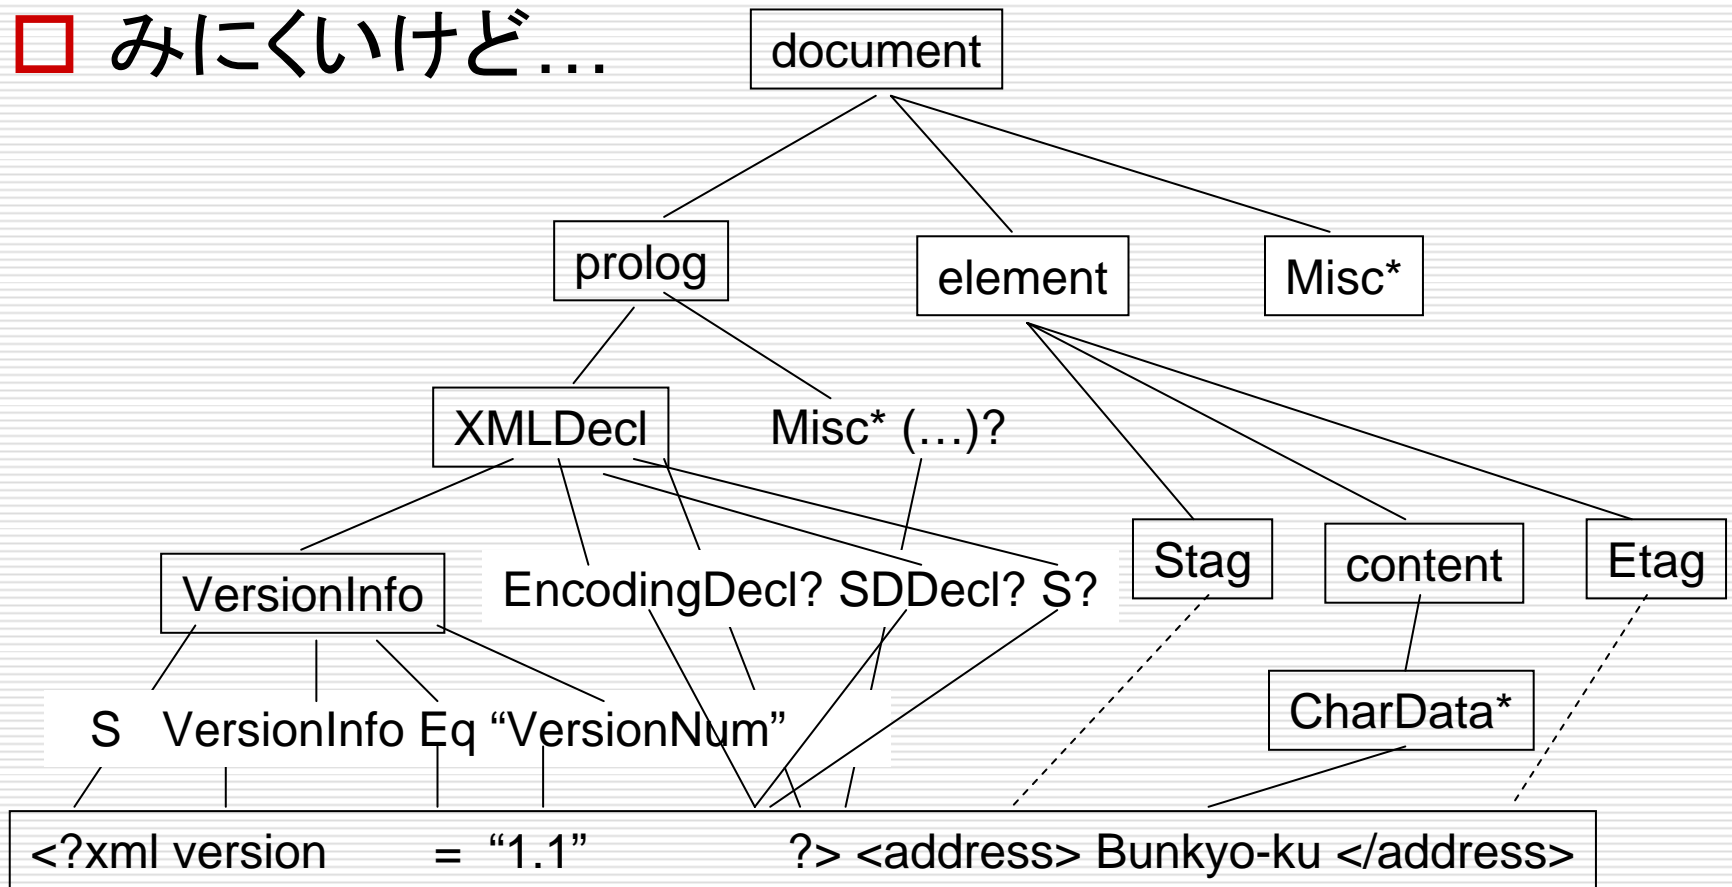 みにくいけど…
document
prolog
element
Misc*
XMLDecl
Misc* (…)?
VersionInfo
EncodingDecl? SDDecl? S?
Stag
content
Etag
S VersionInfo Eq “VersionNum”
CharData*
<?xml version = “1.1” ?> <address> Bunkyo-ku </address>